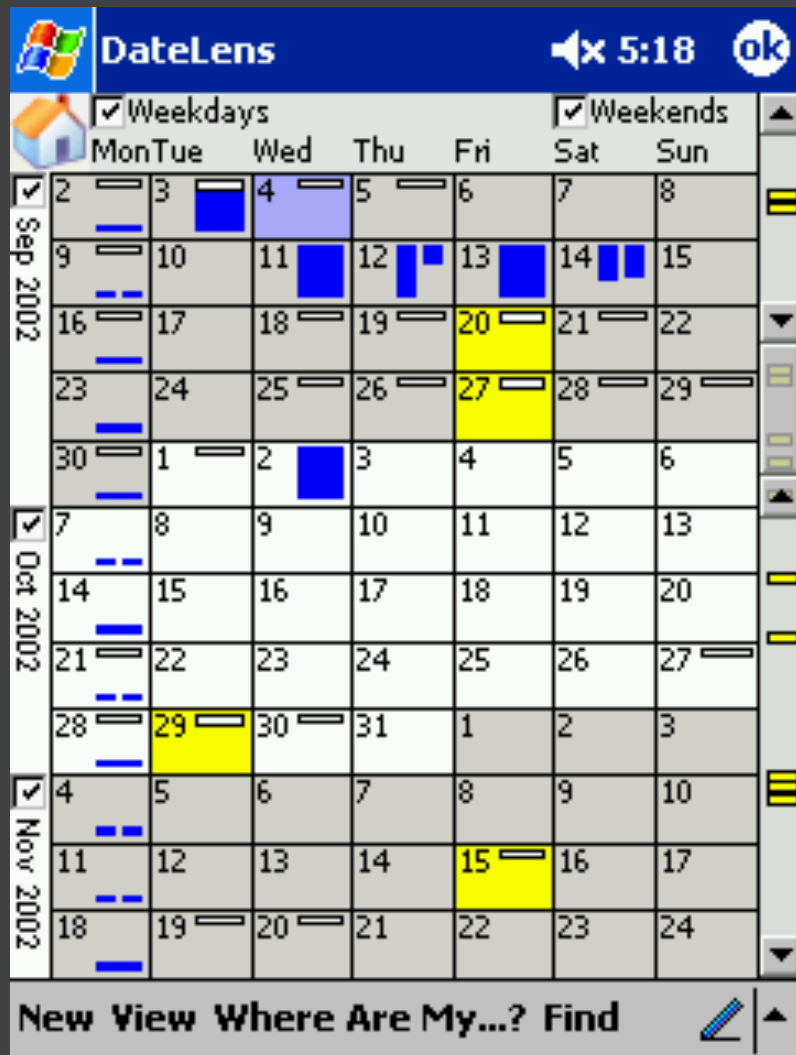 DateLens 5:18 ok
Weekdays Weekends
Mon Tue Wed Thu Fri Sat Sun
Sep 2002
2 3 4 5 6 7 8
9 10 11 12 13 14 15
16 17 18 19 20 21 22
23 24 25 26 27 28 29
30 1 2 3 4 5 6
Oct 2002
7 8 9 10 11 12 13
14 15 16 17 18 19 20
21 22 23 24 25 26 27
28 29 30 31 1 2 3
Nov 2002
4 5 6 7 8 9 10
11 12 13 14 15 16 17
18 19 20 21 22 23 24
New View Where Are My...? Find